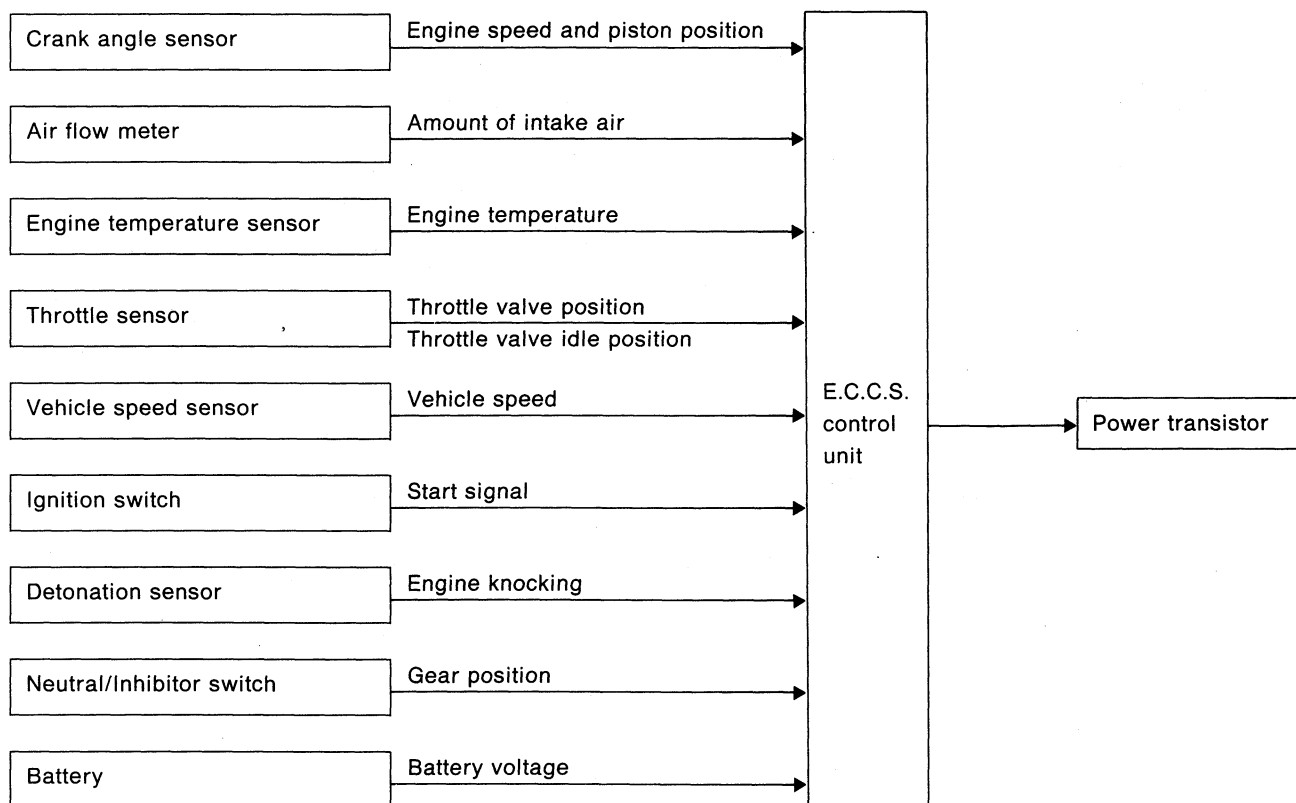 Crank angle sensor
Engine speed and piston position
Air flow meter
Amount of intake air
Engine temperature sensor
Engine temperature
Throttle sensor
Throttle valve position
Throttle valve idle position
Vehicle speed sensor
Vehicle speed
Ignition switch
Start signal
Detonation sensor
Engine knocking
Neutral/Inhibitor switch
Gear position
Battery
Battery voltage
E.C.C.S.
control
unit
Power transistor